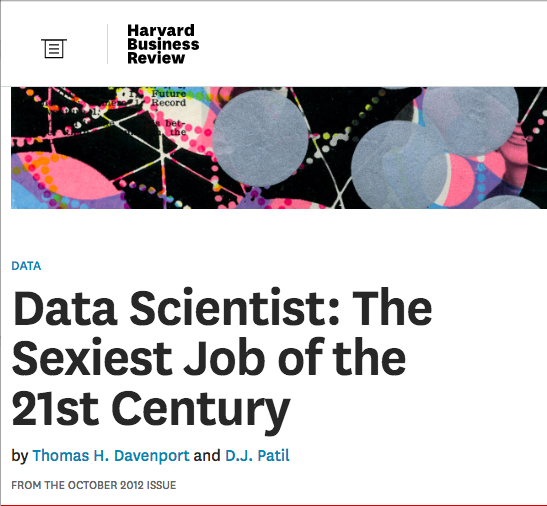 Harvard
Business
Review
Future
Record
the
DATA
Data Scientist: The
Sexiest Job of the
21st Century
by Thomas H. Davenport and D.J. Patil
FROM THE OCTOBER 2012 ISSUE